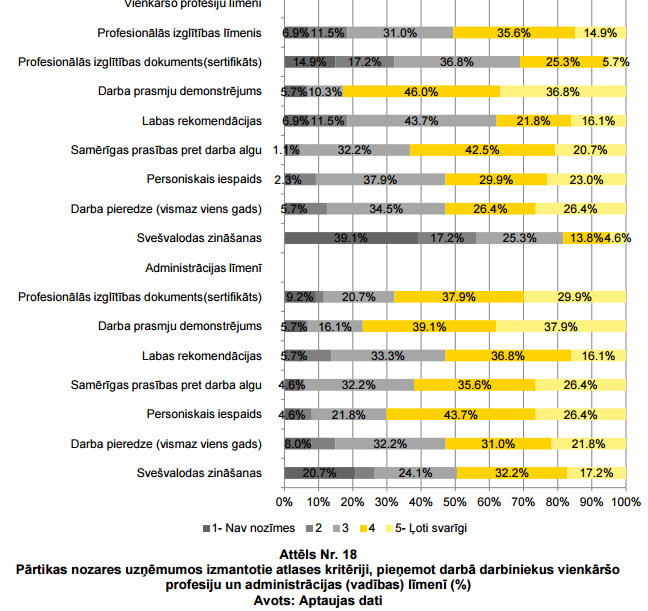 Vienkāršo profesiju līmenī
Profesionālās izglītības līmenis 6.9% 11.5% 31.0% 35.6% 14.9%
Profesionālās izglītības dokuments(sertifikāts) 14.9% 17.2% 36.8% 25.3% 5.7%
Darba prasmju demonstrējums 5.7% 10.3% 46.0% 36.8%
Labas rekomendācijas 6.9% 11.5% 43.7% 21.8% 16.1%
Samērīgas prasības pret darba algu 1.1% 32.2% 42.5% 20.7%
Personiskais iespaids 2.3% 37.9% 29.9% 23.0%
Darba pieredze (vismaz viens gads) 5.7% 34.5% 26.4% 26.4%
Svešvalodas zināšanas 39.1% 17.2% 25.3% 13.8% 4.6%
Administrācijas līmenī
Profesionālās izglītības dokuments(sertifikāts) 9.2% 20.7% 37.9% 29.9%
Darba prasmju demonstrējums 5.7% 16.1% 39.1% 37.9%
Labas rekomendācijas 5.7% 33.3% 36.8% 16.1%
Samērīgas prasības pret darba algu 4.6% 32.2% 35.6% 26.4%
Personiskais iespaids 4.6% 21.8% 43.7% 26.4%
Darba pieredze (vismaz viens gads) 8.0% 32.2% 31.0% 21.8%
Svešvalodas zināšanas 20.7% 24.1% 32.2% 17.2%
0% 10% 20% 30% 40% 50% 60% 70% 80% 90% 100%
1- Nav nozīmes 2 3 4 5- Ļoti svarīgi
Attēls Nr. 18
Pārtikas nozares uzņēmumos izmantotie atlases kritēriji, pieņemot darbā darbiniekus vienkāršo
profesiju un administrācijas (vadības) līmenī (%)
Avots: Aptaujas dati